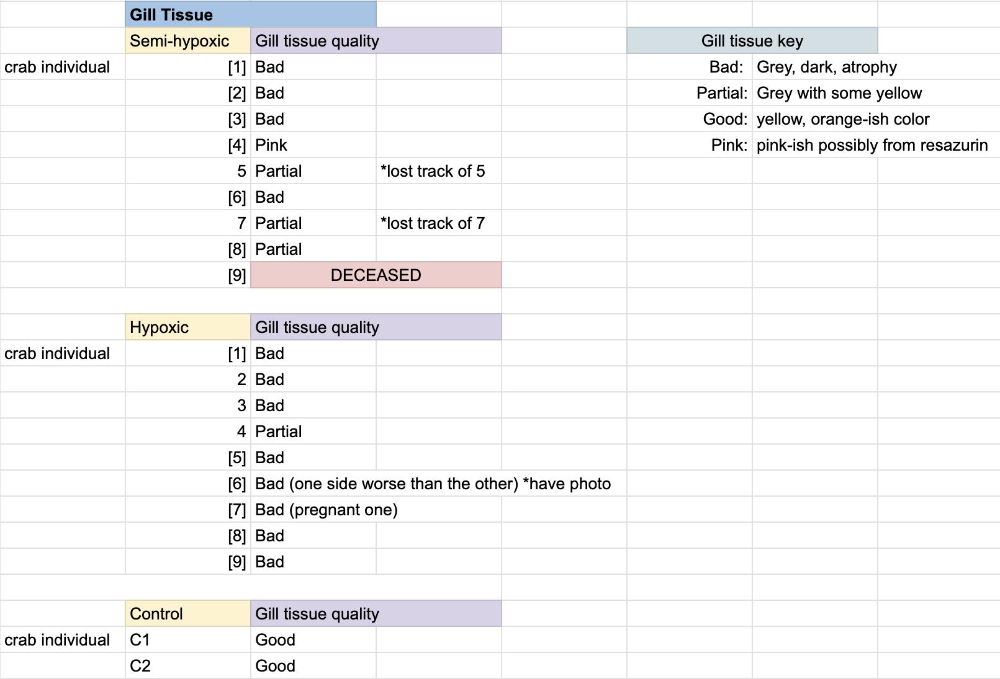 Gill Tissue
Semi-hypoxic Gill tissue quality Gill tissue key
crab individual [1] Bad Bad: Grey, dark, atrophy
[2] Bad Partial: Grey with some yellow
[3] Bad Good: yellow, orange-ish color
[4] Pink Pink: pink-ish possibly from resazurin
5 Partial *lost track of 5
[6] Bad
7 Partial *lost track of 7
[8] Partial
[9] DECEASED
Hypoxic Gill tissue quality
crab individual [1] Bad
2 Bad
3 Bad
4 Partial
[5] Bad
[6] Bad (one side worse than the other) *have photo
[7] Bad (pregnant one)
[8] Bad
[9] Bad
Control Gill tissue quality
crab individual C1 Good
C2 Good